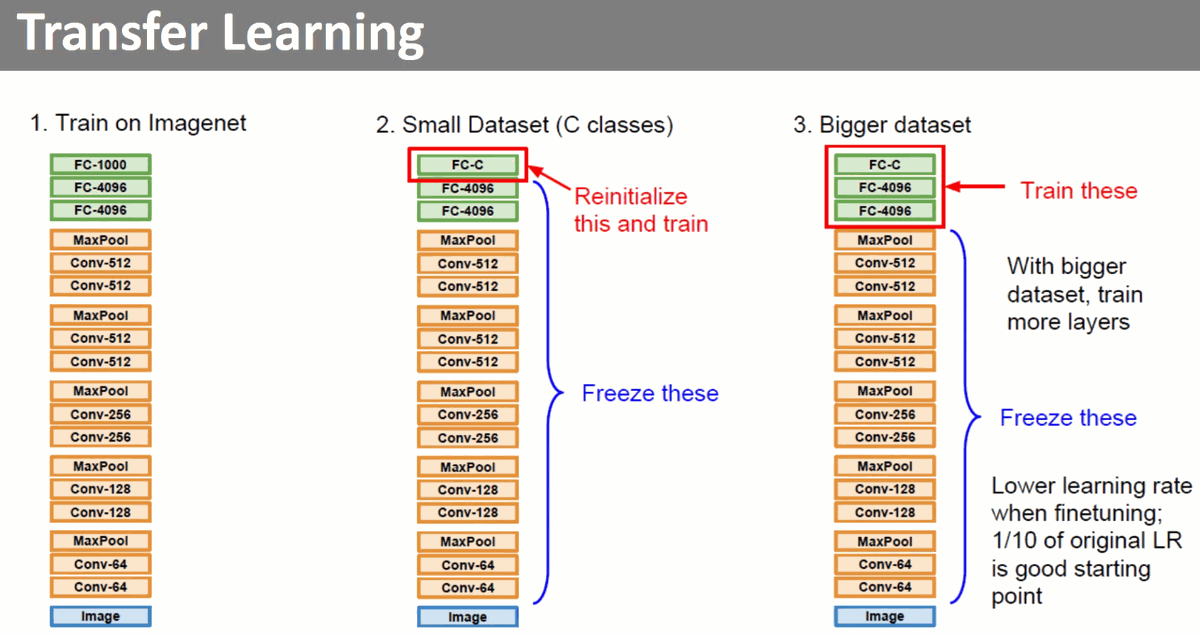 Transfer Learning
1. Train on Imagenet
FC-1000
FC-4096
FC-4096
MaxPool
Conv-512
Conv-512
MaxPool
Conv-512
Conv-512
MaxPool
Conv-256
Conv-256
MaxPool
Conv-128
Conv-128
MaxPool
Conv-64
Conv-64
Image
2. Small Dataset (C classes)
FC-C
FC-4096
FC-4096
MaxPool
Conv-512
Conv-512
MaxPool
Conv-512
Conv-512
MaxPool
Conv-256
Conv-256
MaxPool
Conv-128
Conv-128
MaxPool
Conv-64
Conv-64
Image
Reinitialize
this and train
Freeze these
3. Bigger dataset
FC-C
FC-4096
FC-4096
MaxPool
Conv-512
Conv-512
MaxPool
Conv-512
Conv-512
MaxPool
Conv-256
Conv-256
MaxPool
Conv-128
Conv-128
MaxPool
Conv-64
Conv-64
Image
Train these
With bigger
dataset, train
more layers
Freeze these
Lower learning rate
when finetuning;
1/10 of original LR
is good starting
point